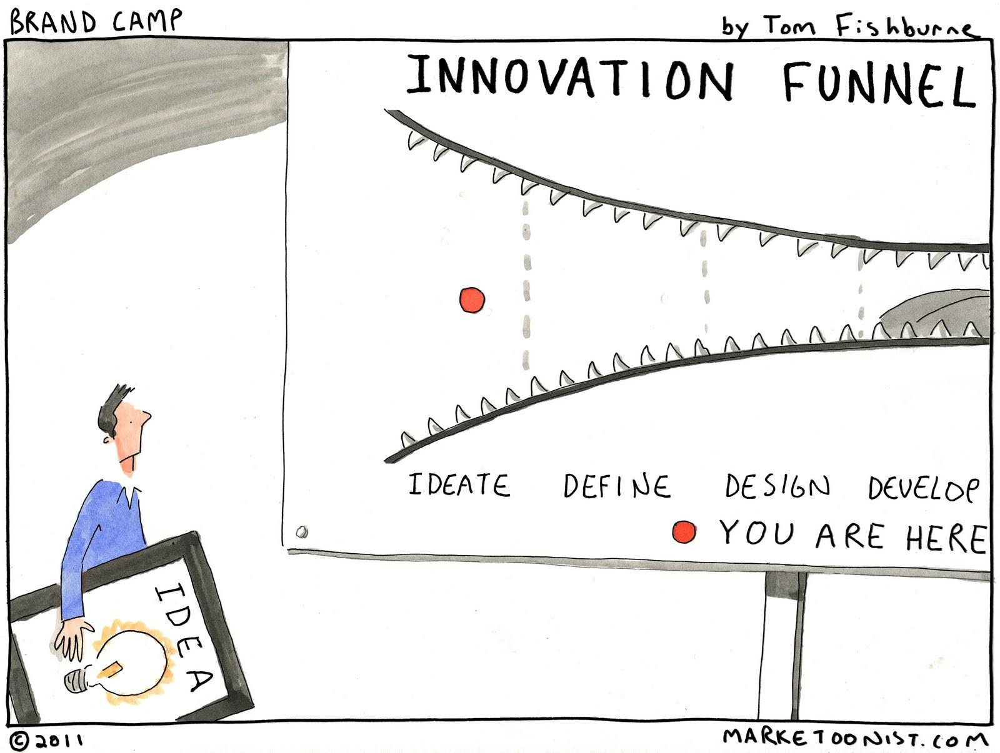 BRAND CAMP
by Tom Fishburne
INNOVATION FUNNEL
IDEATE DEFINE DESIGN DEVELOP
YOU ARE HERE
IDEA
© 2011
MARKETOONIST.COM